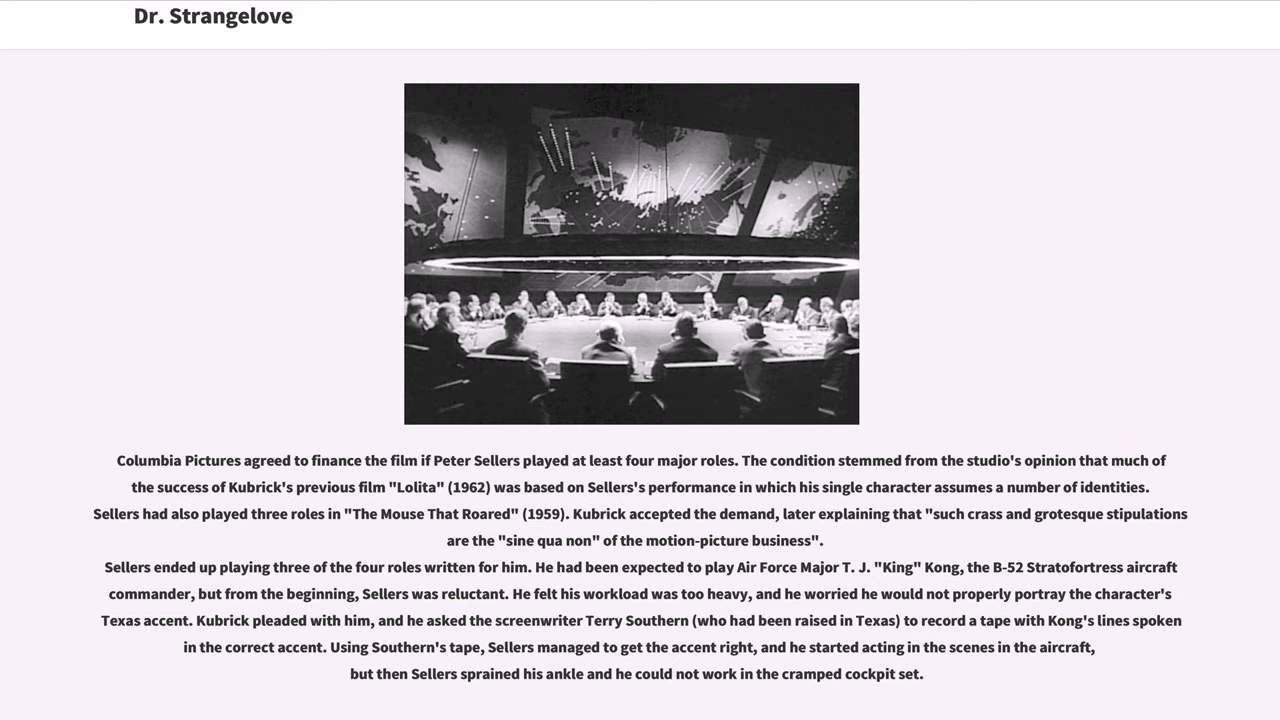 Dr. Strangelove
Columbia Pictures agreed to finance the film if Peter Sellers played at least four major roles. The condition stemmed from the studio's opinion that much of
the success of Kubrick's previous film "Lolita" (1962) was based on Sellers's performance in which his single character assumes a number of identities.
Sellers had also played three roles in "The Mouse That Roared" (1959). Kubrick accepted the demand, later explaining that "such crass and grotesque stipulations
are the "sine qua non" of the motion-picture business".
Sellers ended up playing three of the four roles written for him. He had been expected to play Air Force Major T. J. "King" Kong, the B-52 Stratofortress aircraft
commander, but from the beginning, Sellers was reluctant. He felt his workload was too heavy, and he worried he would not properly portray the character's
Texas accent. Kubrick pleaded with him, and he asked the screenwriter Terry Southern (who had been raised in Texas) to record a tape with Kong's lines spoken
in the correct accent. Using Southern's tape, Sellers managed to get the accent right, and he started acting in the scenes in the aircraft,
but then Sellers sprained his ankle and he could not work in the cramped cockpit set.